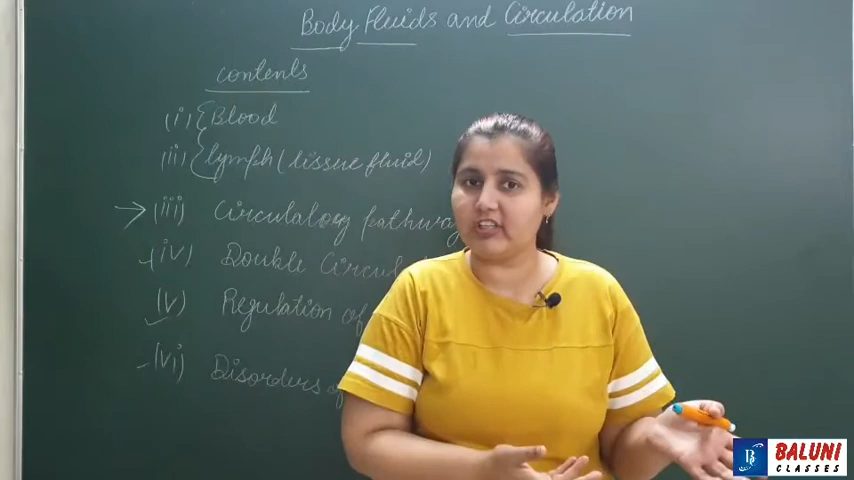 Body Fluids and Circulation
contents
(i) Blood
(ii) lymph (tissue fluid)
(iii) Circulatory pathway
(iv) Double Circul
(v) Regulation of
(vi) Disorders of
BALUNI
CLASSES